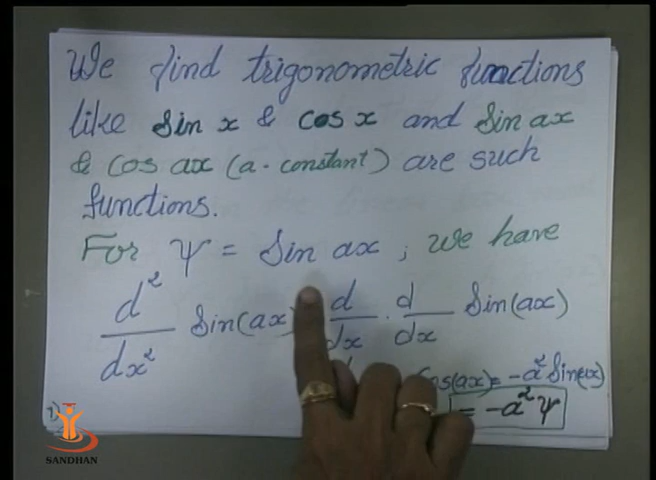 We find trigonometric functions
like Sin x & Cos x and Sin ax
& Cos ax (a - constant) are such
functions.
For ψ = Sin ax ; we have
d²/dx² Sin(ax) d/dx . d/dx Sin(ax)
Cos(ax) = -a² Sin(ax)
= -a² ψ
SANDHAN